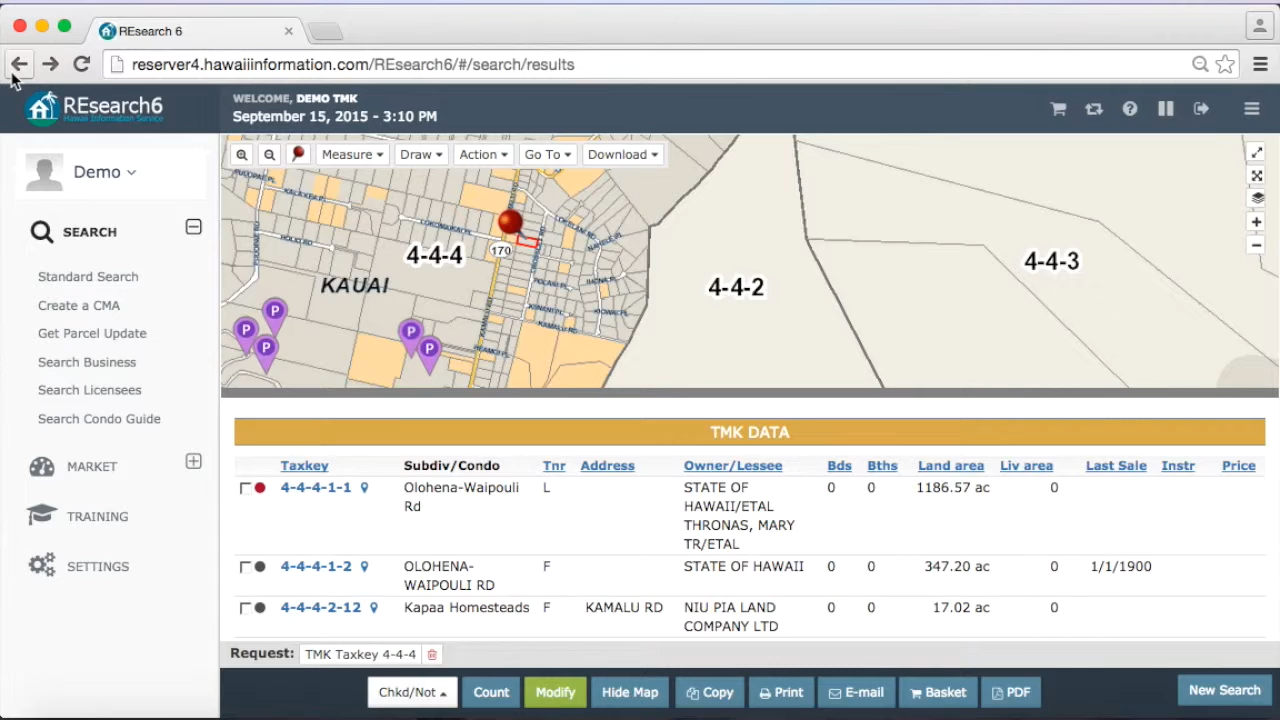 REsearch 6
reserver4.hawaiiinformation.com/REsearch6/#/search/results
REsearch6
Hawaii Information Service
WELCOME, DEMO TMK
September 15, 2015 - 3:10 PM
Demo
SEARCH
Standard Search
Create a CMA
Get Parcel Update
Search Business
Search Licensees
Search Condo Guide
MARKET
TRAINING
SETTINGS
Measure Draw Action Go To Download
4-4-4
170
KAUAI
4-4-2
4-4-3
P
P
P
P
P
KAMALU RD
TMK DATA
Taxkey Subdiv/Condo Tnr Address Owner/Lessee Bds Bths Land area Liv area Last Sale Instr Price
4-4-4-1-1 Olohena-Waipouli L STATE OF 0 0 1186.57 ac 0
Rd HAWAII/ETAL
THRONAS, MARY
TR/ETAL
4-4-4-1-2 OLOHENA- F STATE OF HAWAII 0 0 347.20 ac 0 1/1/1900
WAIPOULI RD
4-4-4-2-12 Kapaa Homesteads F KAMALU RD NIU PIA LAND 0 0 17.02 ac 0
COMPANY LTD
Request: TMK Taxkey 4-4-4
Chkd/Not Count Modify Hide Map Copy Print E-mail Basket PDF New Search